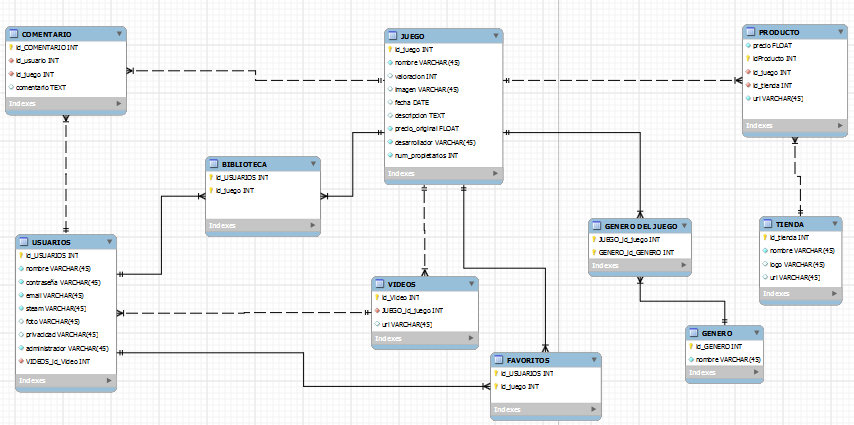 COMENTARIO
id_COMENTARIO INT
id_usuario INT
id_juego INT
comentario TEXT
Indexes
JUEGO
id_juego INT
nombre VARCHAR(45)
valoracion INT
imagen VARCHAR(45)
fecha DATE
descripcion TEXT
precio_original FLOAT
desarrollador VARCHAR(45)
num_propietarios INT
Indexes
PRODUCTO
precio FLOAT
idProducto INT
id_juego INT
id_tienda INT
url VARCHAR(45)
Indexes
BIBLIOTECA
id_USUARIOS INT
id_juego INT
Indexes
USUARIOS
id_USUARIOS INT
nombre VARCHAR(45)
contraseña VARCHAR(45)
email VARCHAR(45)
steam VARCHAR(45)
foto VARCHAR(45)
privacidad VARCHAR(45)
administrador VARCHAR(45)
VIDEOS_id_Video INT
Indexes
GENERO DEL JUEGO
JUEGO_id_juego INT
GENERO_id_GENERO INT
Indexes
TIENDA
id_tienda INT
nombre VARCHAR(45)
logo VARCHAR(45)
url VARCHAR(45)
Indexes
VIDEOS
id_Video INT
JUEGO_id_juego INT
url VARCHAR(45)
Indexes
GENERO
id_GENERO INT
nombre VARCHAR(45)
Indexes
FAVORITOS
id_USUARIOS INT
id_juego INT
Indexes